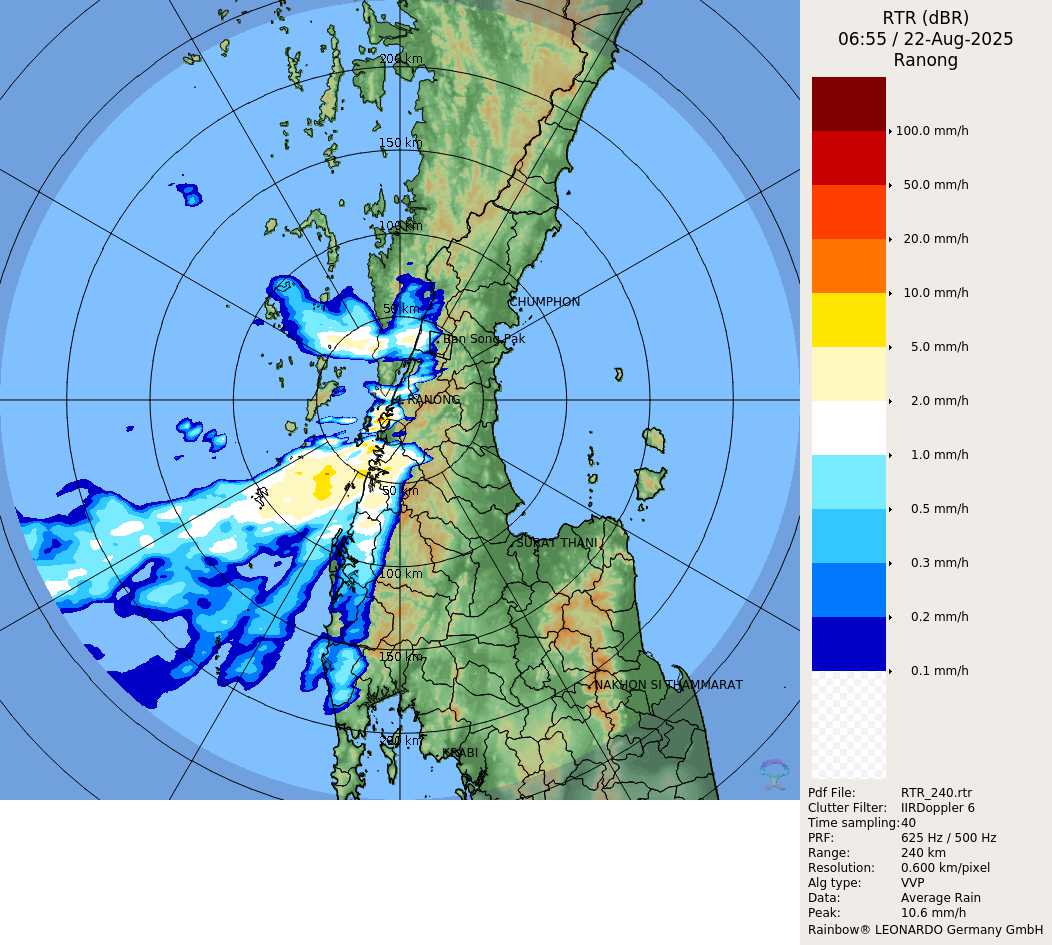 RTR (dBR)
06:55 / 22-Aug-2025
Ranong
200 km
150 km
100 km
50 km
CHUMPHON
Ban Song Pak
RANONG
50 km
SURAT THANI
100 km
150 km
NAKHON SI THAMMARAT
200 km
KRABI
100.0 mm/h
50.0 mm/h
20.0 mm/h
10.0 mm/h
5.0 mm/h
2.0 mm/h
1.0 mm/h
0.5 mm/h
0.3 mm/h
0.2 mm/h
0.1 mm/h
Pdf File: RTR_240.rtr
Clutter Filter: IIRDoppler 6
Time sampling:40
PRF: 625 Hz / 500 Hz
Range: 240 km
Resolution: 0.600 km/pixel
Alg type: VVP
Data: Average Rain
Peak: 10.6 mm/h
Rainbow® LEONARDO Germany GmbH